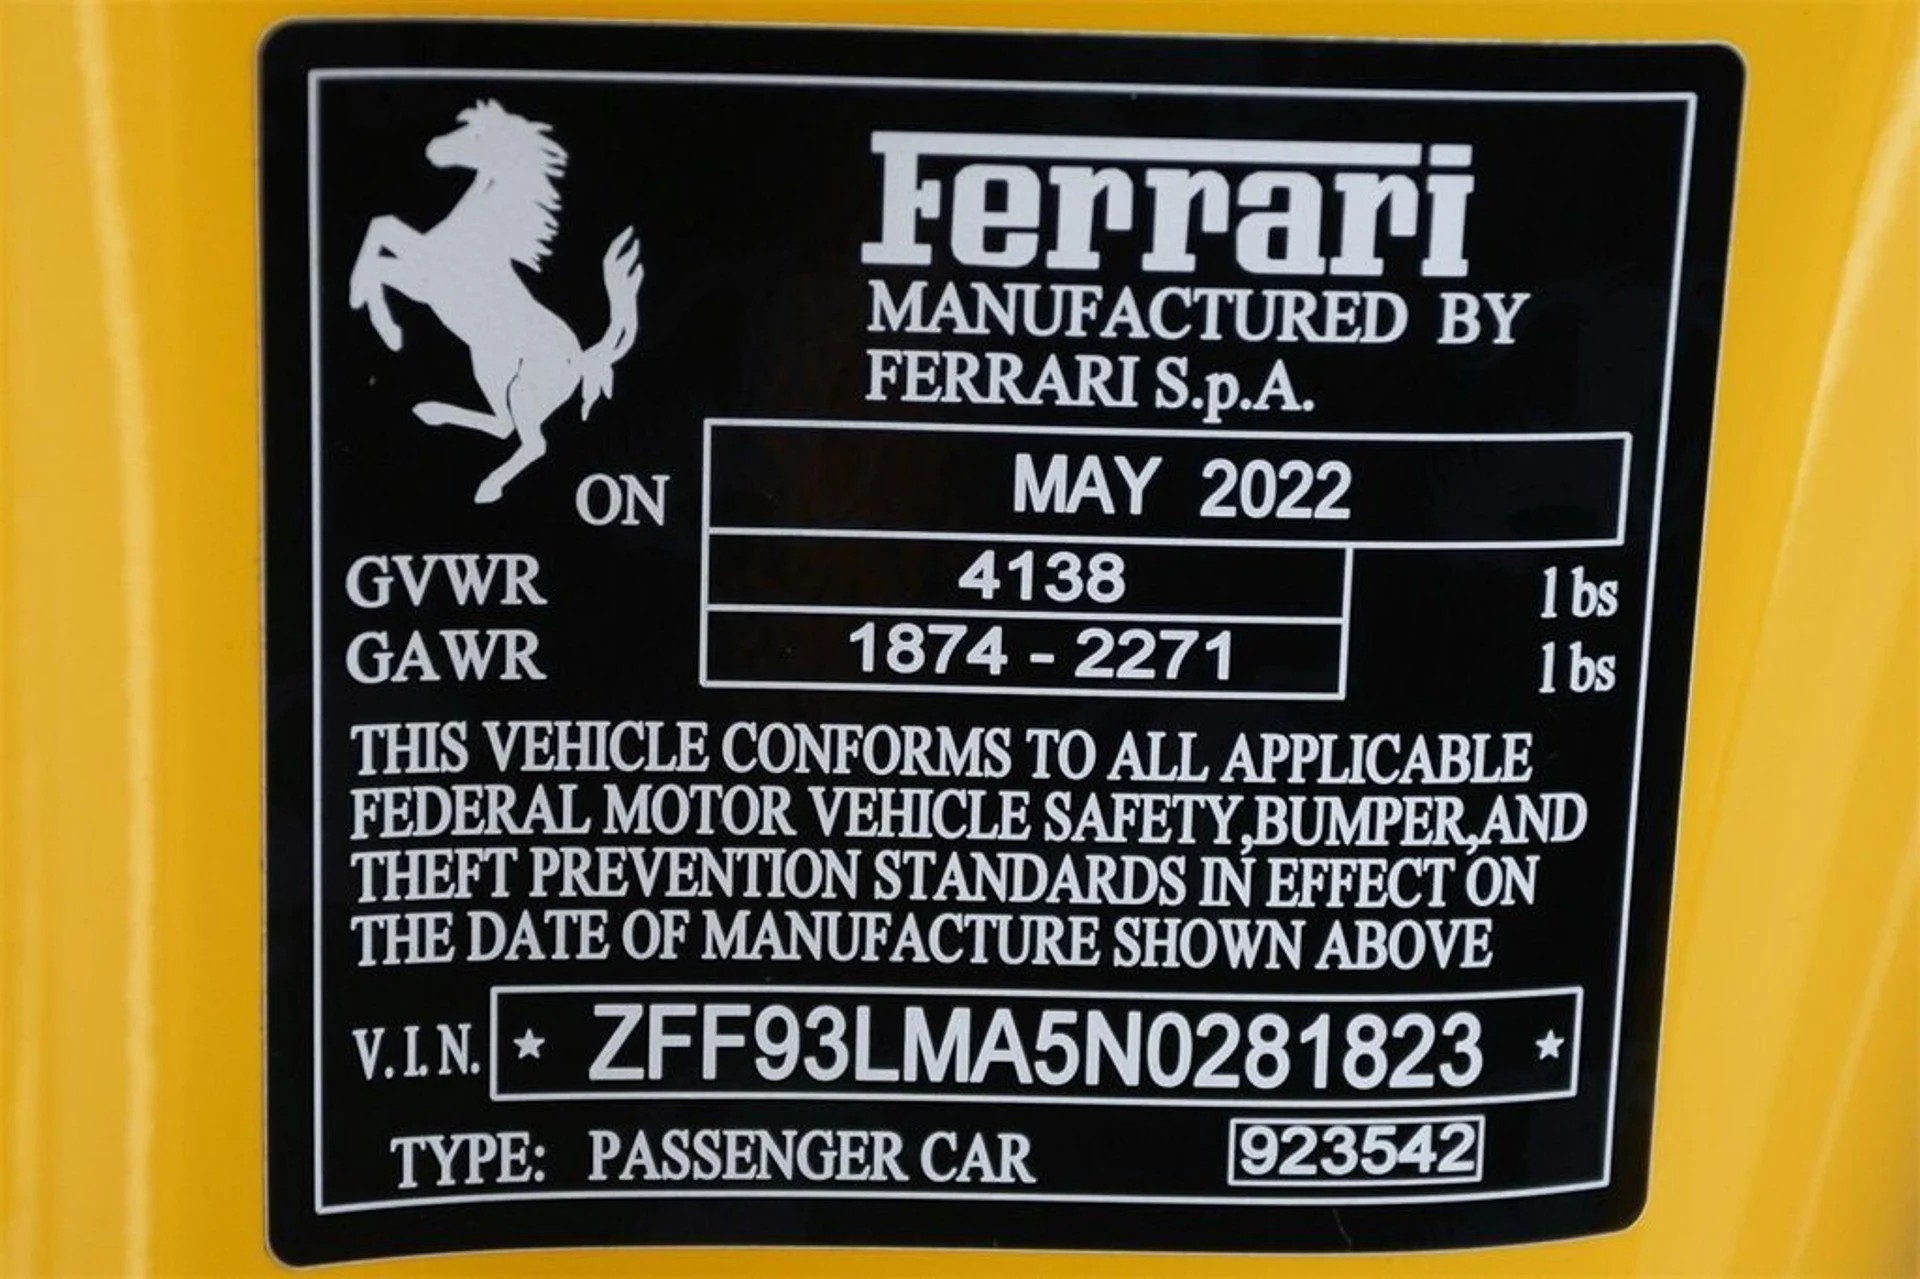 Ferrari
MANUFACTURED BY
FERRARI S.p.A.
ON MAY 2022
GVWR 4138 lbs
GAWR 1874 - 2271 lbs
THIS VEHICLE CONFORMS TO ALL APPLICABLE
FEDERAL MOTOR VEHICLE SAFETY,BUMPER,AND
THEFT PREVENTION STANDARDS IN EFFECT ON
THE DATE OF MANUFACTURE SHOWN ABOVE
V.I.N. ★ ZFF93LMA5N0281823 ★
TYPE: PASSENGER CAR 923542